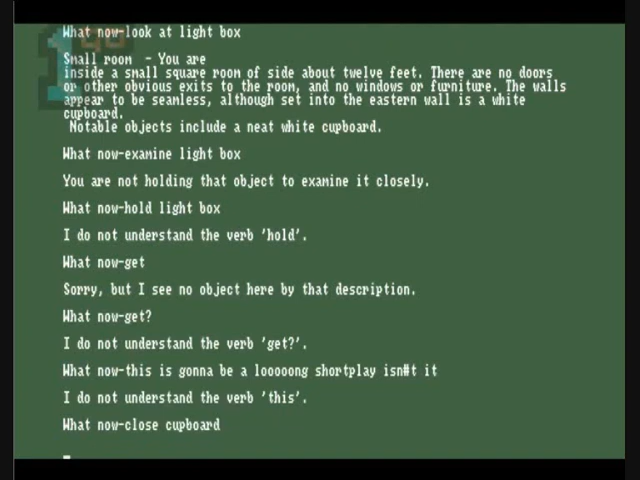 What now-look at light box
Small room  - You are
inside a small square room of side about twelve feet. There are no doors
or other obvious exits to the room, and no windows or furniture. The walls
appear to be seamless, although set into the eastern wall is a white
cupboard.
 Notable objects include a neat white cupboard.
What now-examine light box
You are not holding that object to examine it closely.
What now-hold light box
I do not understand the verb 'hold'.
What now-get
Sorry, but I see no object here by that description.
What now-get?
I do not understand the verb 'get?'.
What now-this is gonna be a looooong shortplay isn#t it
I do not understand the verb 'this'.
What now-close cupboard